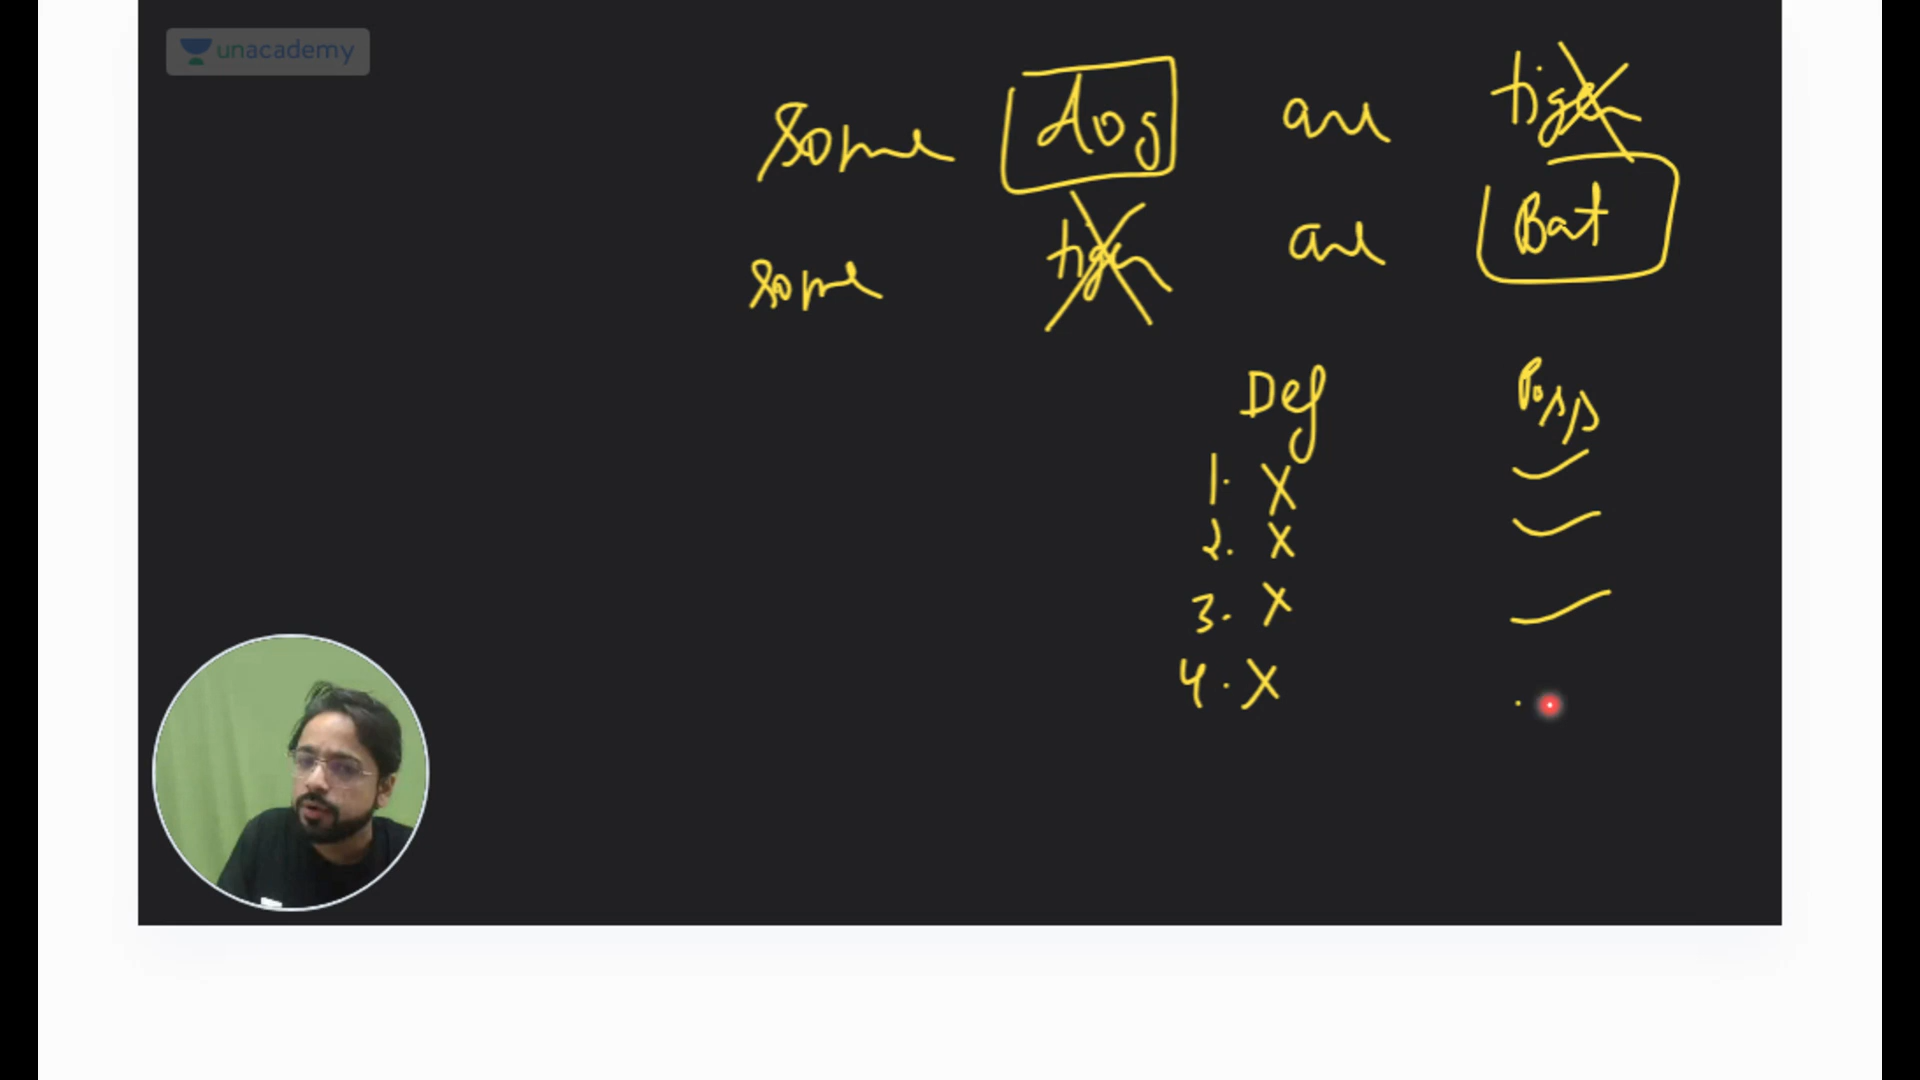 unacademy
some dog are tiger
some tiger are Bat
Def Poss
1. X ✓
2. X ✓
3. X ✓
4. X .